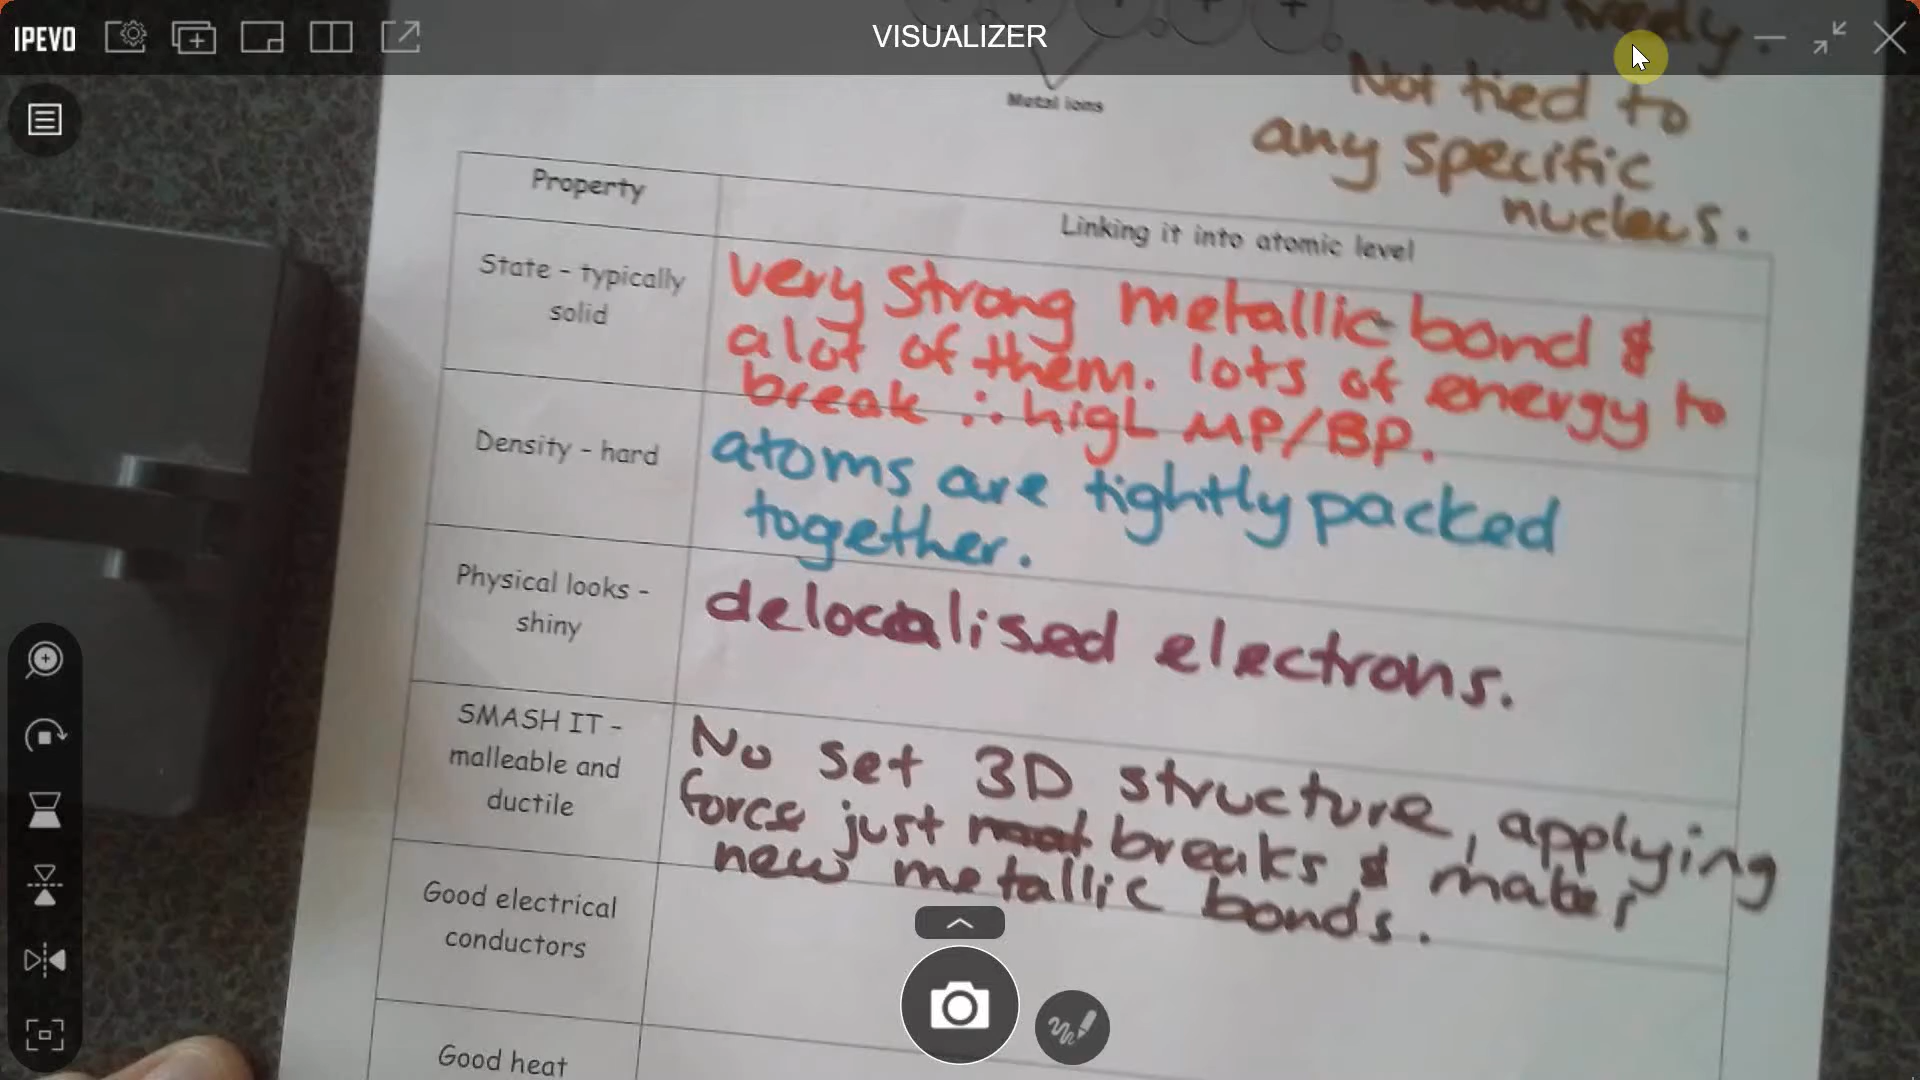 IPEVO
VISUALIZER
Not tied to
any specific
nucleus.
Metal ions
Property
Linking it into atomic level
State - typically
solid
very strong metallic bond &
a lot of them. lots of energy to
break ∴ high MP/BP.
Density - hard
atoms are tightly packed
together.
Physical looks -
shiny
delocalised electrons.
SMASH IT -
malleable and
ductile
No set 3D structure, applying
force just breaks & makes
new metallic bonds.
Good electrical
conductors
Good heat